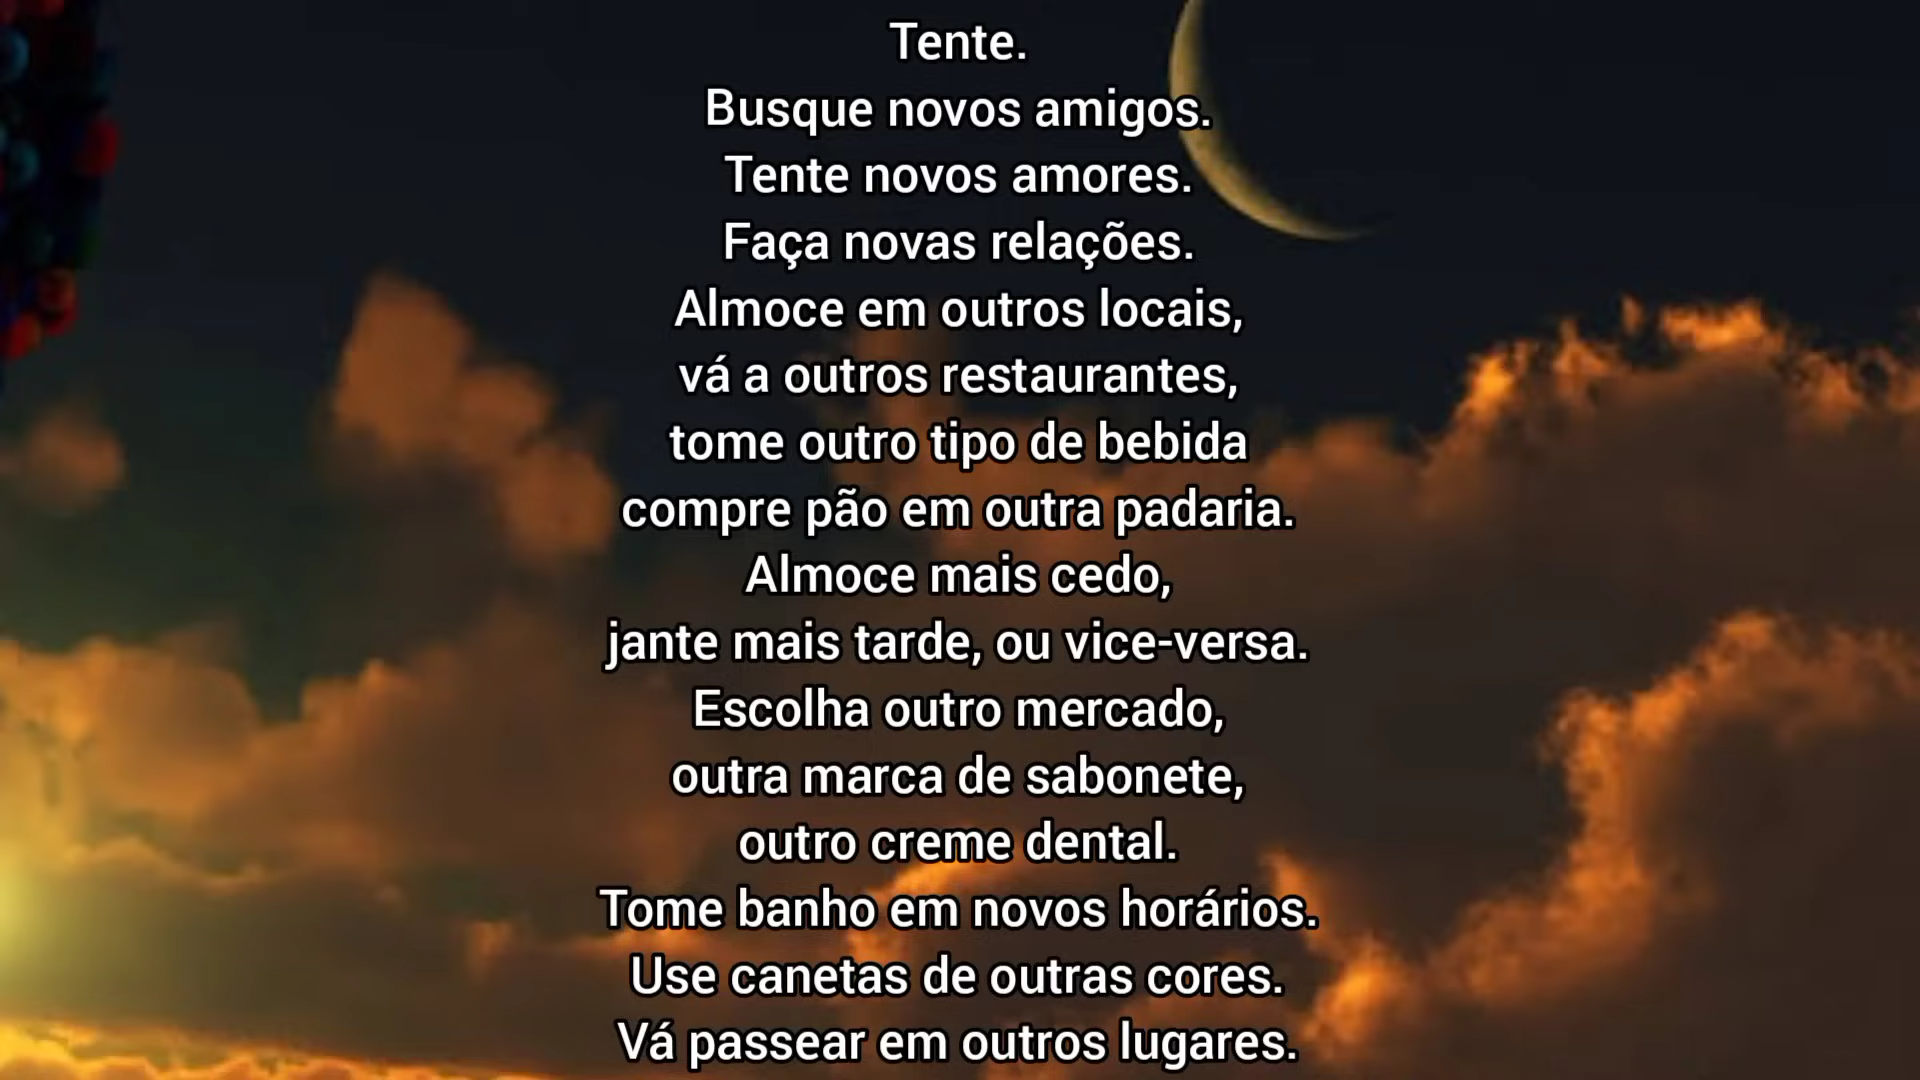 Tente.
Busque novos amigos.
Tente novos amores.
Faça novas relações.
Almoce em outros locais,
vá a outros restaurantes,
tome outro tipo de bebida
compre pão em outra padaria.
Almoce mais cedo,
jante mais tarde, ou vice-versa.
Escolha outro mercado,
outra marca de sabonete,
outro creme dental.
Tome banho em novos horários.
Use canetas de outras cores.
Vá passear em outros lugares.